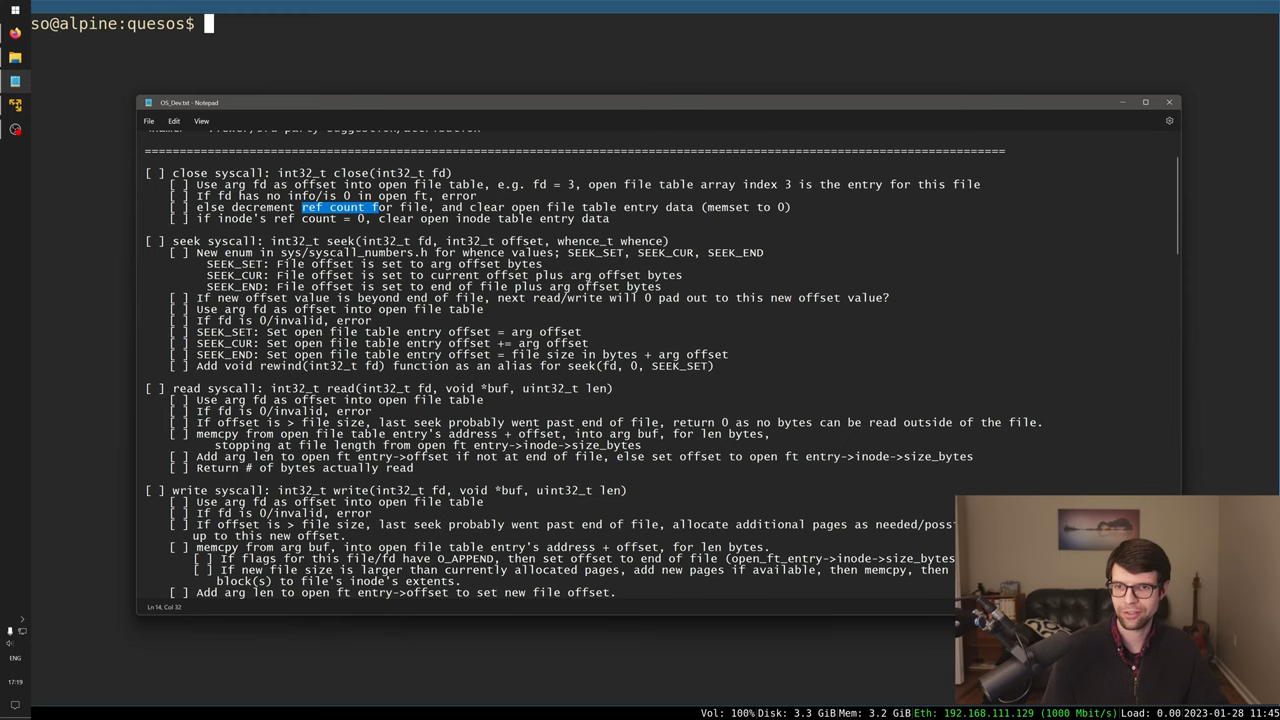 so@alpine:quesos$
OS_Dev.txt - Notepad
File Edit View
================================================================================================================================
[ ] close syscall: int32_t close(int32_t fd)
[ ] Use arg fd as offset into open file table, e.g. fd = 3, open file table array index 3 is the entry for this file
[ ] If fd has no info/is 0 in open ft, error
[ ] else decrement ref count for file, and clear open file table entry data (memset to 0)
[ ] if inode's ref count = 0, clear open inode table entry data
[ ] seek syscall: int32_t seek(int32_t fd, int32_t offset, whence_t whence)
[ ] New enum in sys/syscall_numbers.h for whence values; SEEK_SET, SEEK_CUR, SEEK_END
SEEK_SET: File offset is set to arg offset bytes
SEEK_CUR: File offset is set to current offset plus arg offset bytes
SEEK_END: File offset is set to end of file plus arg offset bytes
[ ] If new offset value is beyond end of file, next read/write will 0 pad out to this new offset value?
[ ] Use arg fd as offset into open file table
[ ] If fd is 0/invalid, error
[ ] SEEK_SET: Set open file table entry offset = arg offset
[ ] SEEK_CUR: Set open file table entry offset += arg offset
[ ] SEEK_END: Set open file table entry offset = file size in bytes + arg offset
[ ] Add void rewind(int32_t fd) function as an alias for seek(fd, 0, SEEK_SET)
[ ] read syscall: int32_t read(int32_t fd, void *buf, uint32_t len)
[ ] Use arg fd as offset into open file table
[ ] If fd is 0/invalid, error
[ ] If offset is > file size, last seek probably went past end of file, return 0 as no bytes can be read outside of the file.
[ ] memcpy from open file table entry's address + offset, into arg buf, for len bytes,
stopping at file length from open ft entry->inode->size_bytes
[ ] Add arg len to open ft entry->offset if not at end of file, else set offset to open ft entry->inode->size_bytes
[ ] Return # of bytes actually read
[ ] write syscall: int32_t write(int32_t fd, void *buf, uint32_t len)
[ ] Use arg fd as offset into open file table
[ ] If fd is 0/invalid, error
[ ] If offset is > file size, last seek probably went past end of file, allocate additional pages as needed/poss
up to this new offset.
[ ] memcpy from arg buf, into open file table entry's address + offset, for len bytes.
[ ] If flags for this file/fd have O_APPEND, then set offset to end of file (open_ft_entry->inode->size_bytes
[ ] If new file size is larger than currently allocated pages, add new pages if available, then memcpy, then
block(s) to file's inode's extents.
[ ] Add arg len to open ft entry->offset to set new file offset.
Ln 14, Col 32
ENG
17:19
Vol: 100% Disk: 3.3 GiB Mem: 3.2 GiB Eth: 192.168.111.129 (1000 Mbit/s) Load: 0.00 2023-01-28 11:45